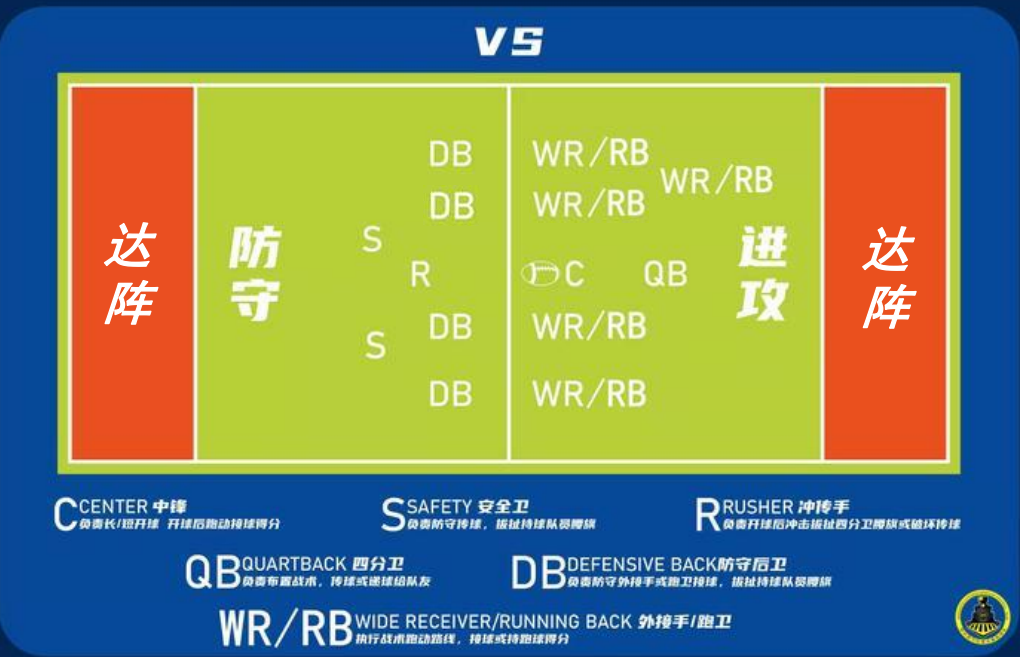 VS
DB
WR/RB
WR/RB
DB
WR/RB
达阵
防守
S
R
C
QB
进攻
达阵
DB
WR/RB
S
DB
WR/RB
C CENTER 中锋
负责长/短开球 开球后跑动接球得分
S SAFETY 安全卫
负责防守传球，拔扯持球队员腰旗
R RUSHER 冲传手
负责开球后冲击拔扯四分卫腰旗或破坏传球
QB QUARTBACK 四分卫
负责布置战术，传球或递球给队友
DB DEFENSIVE BACK防守后卫
负责防守外接手或跑卫接球，拔扯持球队员腰旗
WR/RB WIDE RECEIVER/RUNNING BACK 外接手/跑卫
执行战术跑动路线，接球或持跑球得分